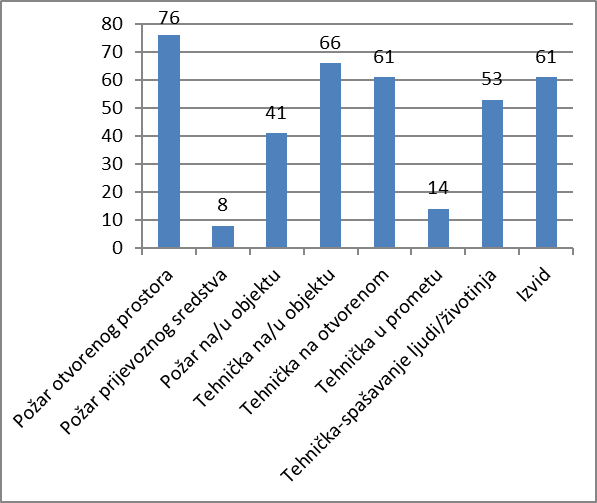 80
70
60
50
40
30
20
10
0
76
8
41
66
61
14
53
61
Požar otvorenog prostora
Požar prijevoznog sredstva
Požar na/u objektu
Tehnička na/u objektu
Tehnička na otvorenom
Tehnička u prometu
Tehnička-spašavanje ljudi/životinja
Izvid